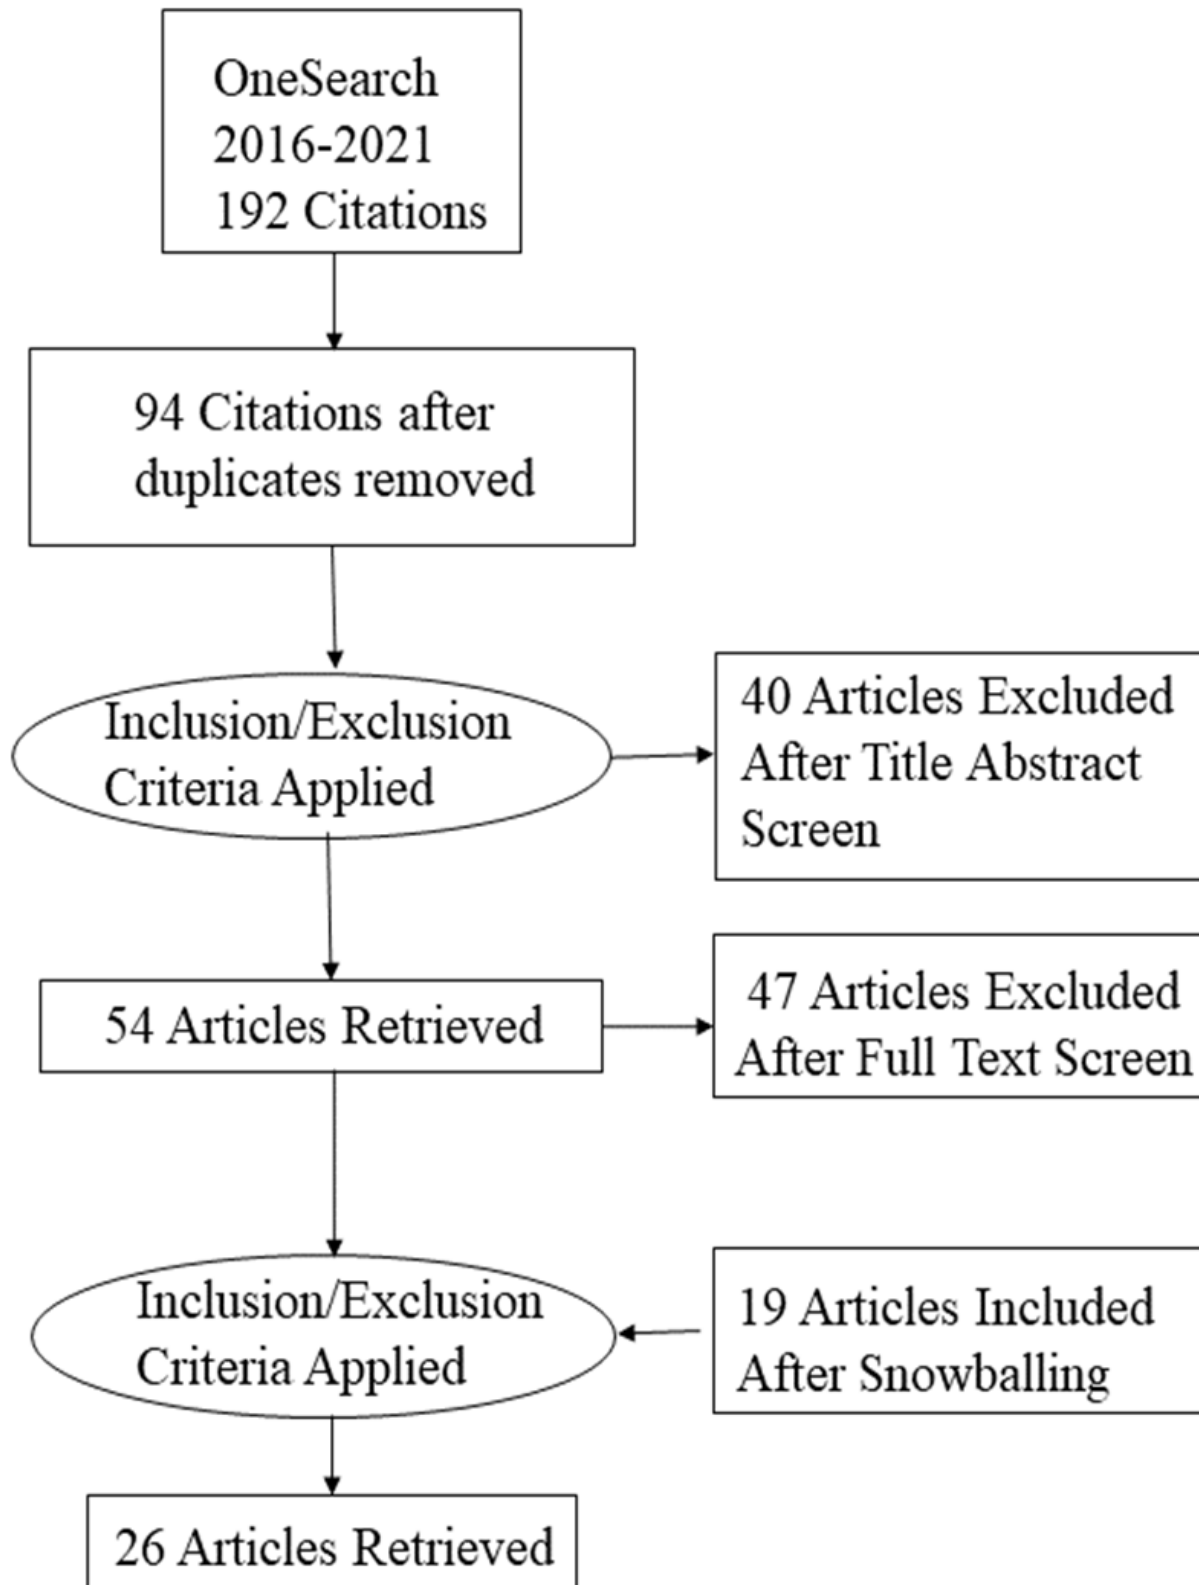 OneSearch
2016-2021
192 Citations
94 Citations after
duplicates removed
Inclusion/Exclusion
Criteria Applied
40 Articles Excluded
After Title Abstract
Screen
54 Articles Retrieved
47 Articles Excluded
After Full Text Screen
Inclusion/Exclusion
Criteria Applied
19 Articles Included
After Snowballing
26 Articles Retrieved